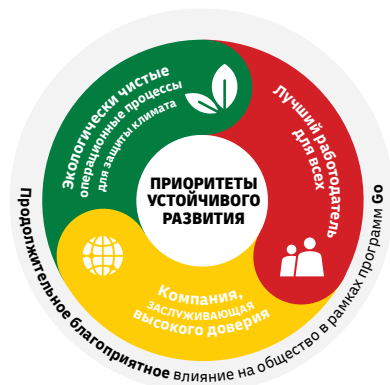 Экологически чистые
операционные процессы
для защиты климата
Лучший работодатель
для всех
ПРИОРИТЕТЫ
УСТОЙЧИВОГО
РАЗВИТИЯ
Компания,
ЗАСЛУЖИВАЮЩАЯ
высокого доверия
Продолжительное благоприятное влияние на общество в рамках программ Go